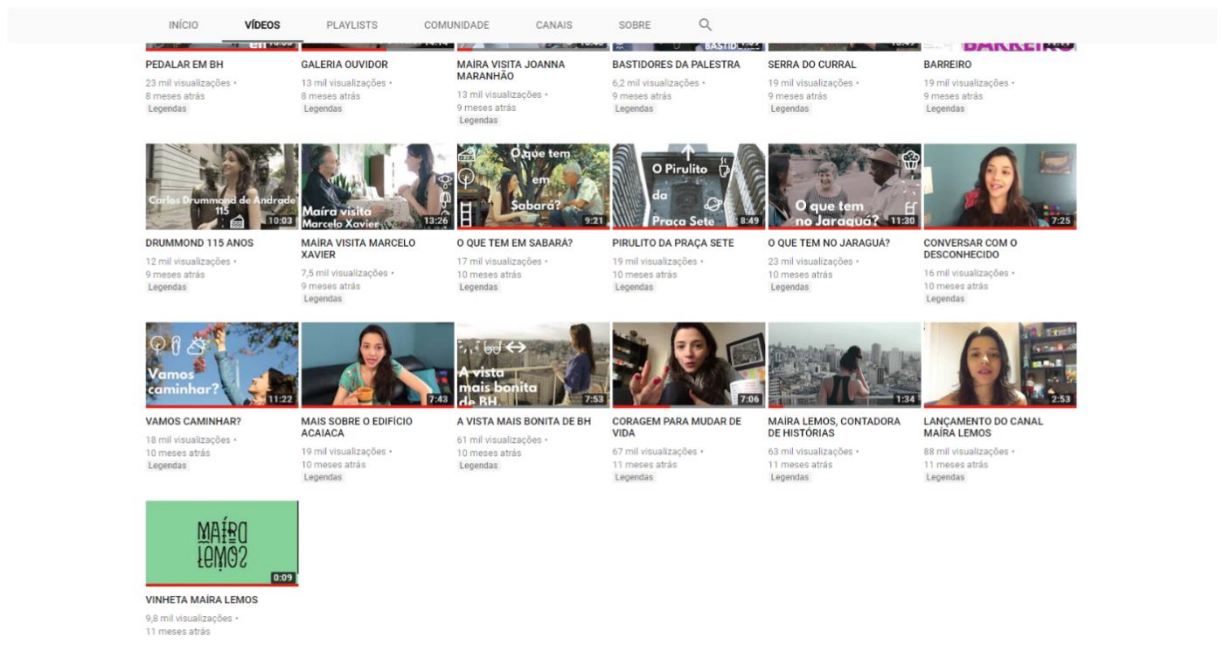 INÍCIO VÍDEOS PLAYLISTS COMUNIDADE CANAIS SOBRE
PEDALAR EM BH
23 mil visualizações •
8 meses atrás
Legendas
GALERIA OUVIDOR
13 mil visualizações •
8 meses atrás
Legendas
MAÍRA VISITA JOANNA
MARANHÃO
13 mil visualizações •
9 meses atrás
Legendas
BASTIDORES DA PALESTRA
6,2 mil visualizações •
9 meses atrás
Legendas
SERRA DO CURRAL
19 mil visualizações •
9 meses atrás
Legendas
BARREIRO
19 mil visualizações •
9 meses atrás
Legendas
Carlos Drummond de Andrade
115
10:03
DRUMMOND 115 ANOS
12 mil visualizações •
9 meses atrás
Legendas
Maíra visita
Marcelo Xavier
13:26
MAÍRA VISITA MARCELO
XAVIER
7,5 mil visualizações •
9 meses atrás
Legendas
O que tem
em
Sabará?
9:21
O QUE TEM EM SABARÁ?
17 mil visualizações •
10 meses atrás
Legendas
O Pirulito
da
Praça Sete
8:49
PIRULITO DA PRAÇA SETE
19 mil visualizações •
10 meses atrás
Legendas
O que tem
no Jaraguá?
11:30
O QUE TEM NO JARAGUÁ?
23 mil visualizações •
10 meses atrás
Legendas
7:25
CONVERSAR COM O
DESCONHECIDO
16 mil visualizações •
10 meses atrás
Legendas
Vamos
caminhar?
11:22
VAMOS CAMINHAR?
18 mil visualizações •
10 meses atrás
Legendas
7:43
MAIS SOBRE O EDIFÍCIO
ACAIACA
19 mil visualizações •
10 meses atrás
Legendas
A vista
mais bonita
de BH.
7:53
A VISTA MAIS BONITA DE BH
61 mil visualizações •
10 meses atrás
Legendas
7:06
CORAGEM PARA MUDAR DE
VIDA
67 mil visualizações •
11 meses atrás
Legendas
1:34
MAÍRA LEMOS, CONTADORA
DE HISTÓRIAS
63 mil visualizações •
11 meses atrás
Legendas
2:53
LANÇAMENTO DO CANAL
MAÍRA LEMOS
88 mil visualizações •
11 meses atrás
Legendas
MAÍRA
LEMOS
0:09
VINHETA MAÍRA LEMOS
9,8 mil visualizações •
11 meses atrás